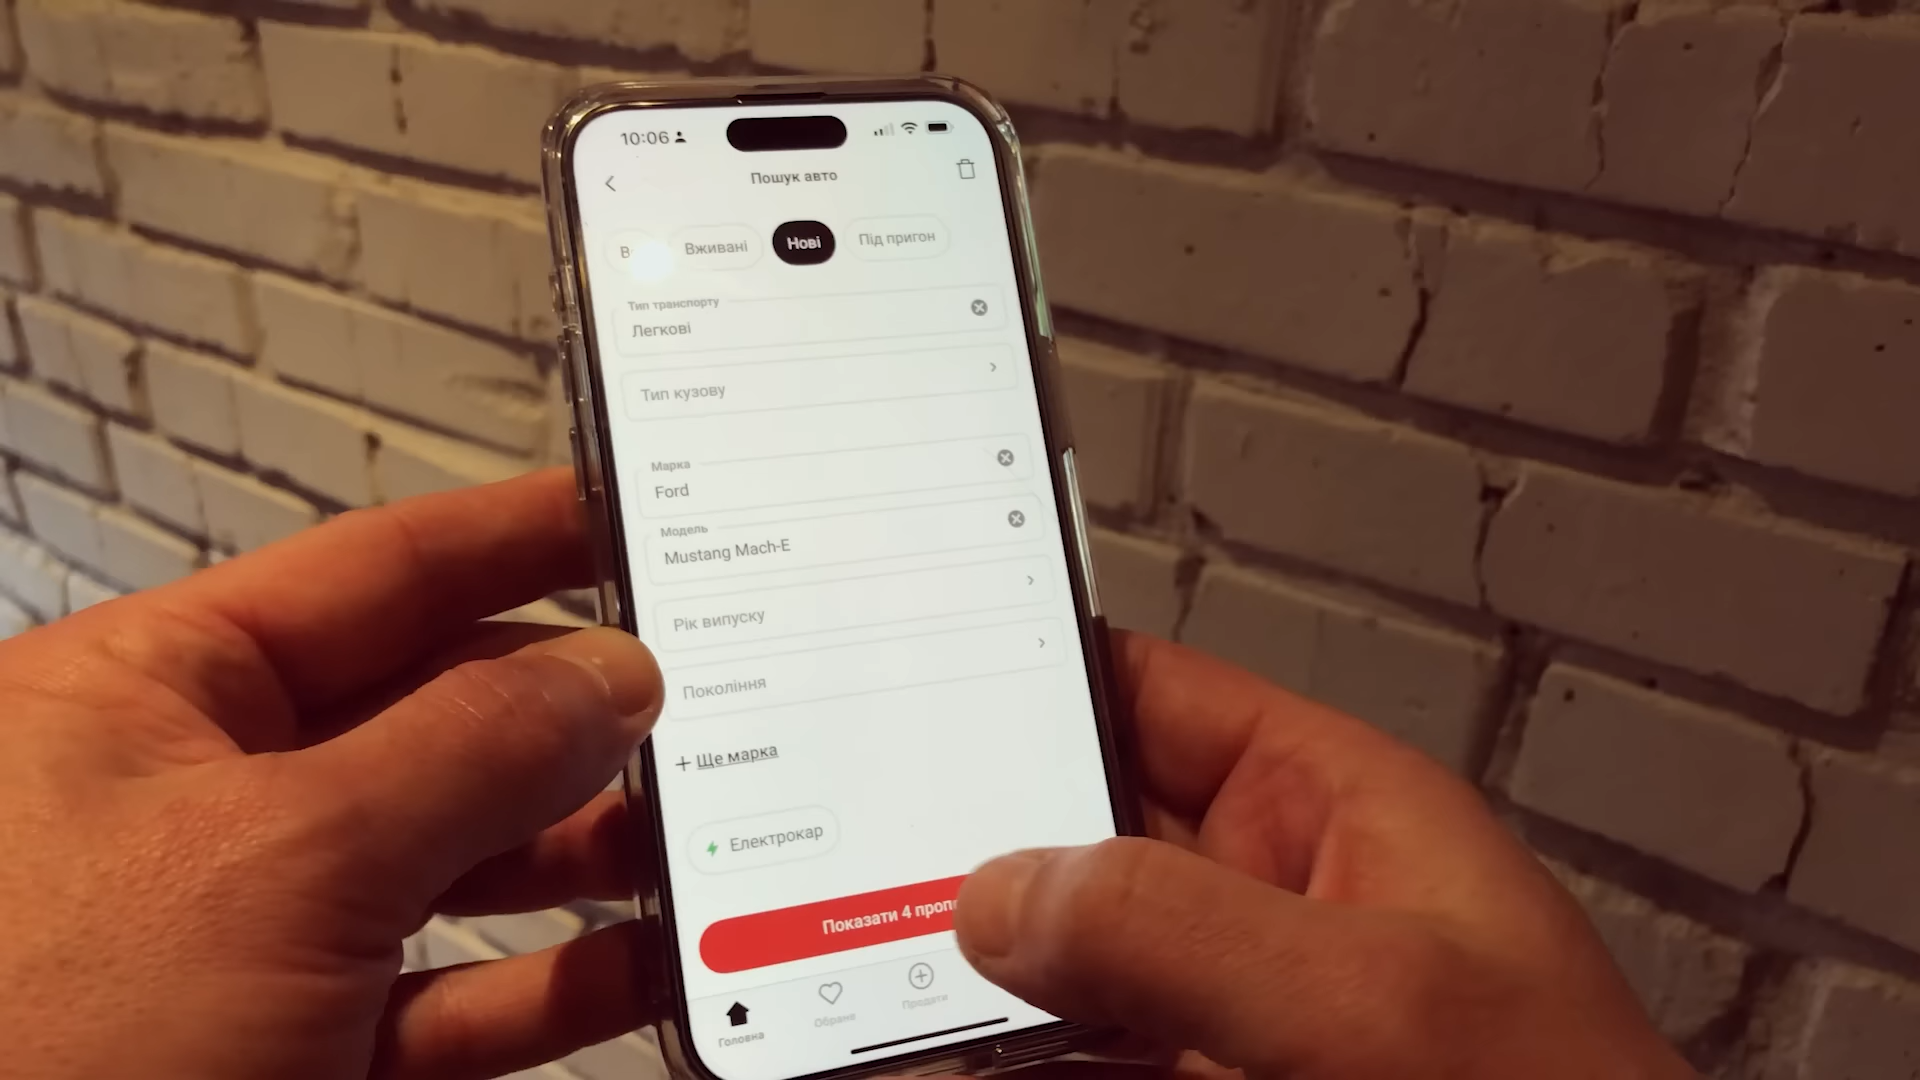 10:06
Пошук авто
Вживані
Нові
Під пригон
Тип транспорту
Легкові
Тип кузову
Марка
Ford
Модель
Mustang Mach-E
Рік випуску
Покоління
+ Ще марка
Електрокар
Показати 4
Головна
Обране
Продати